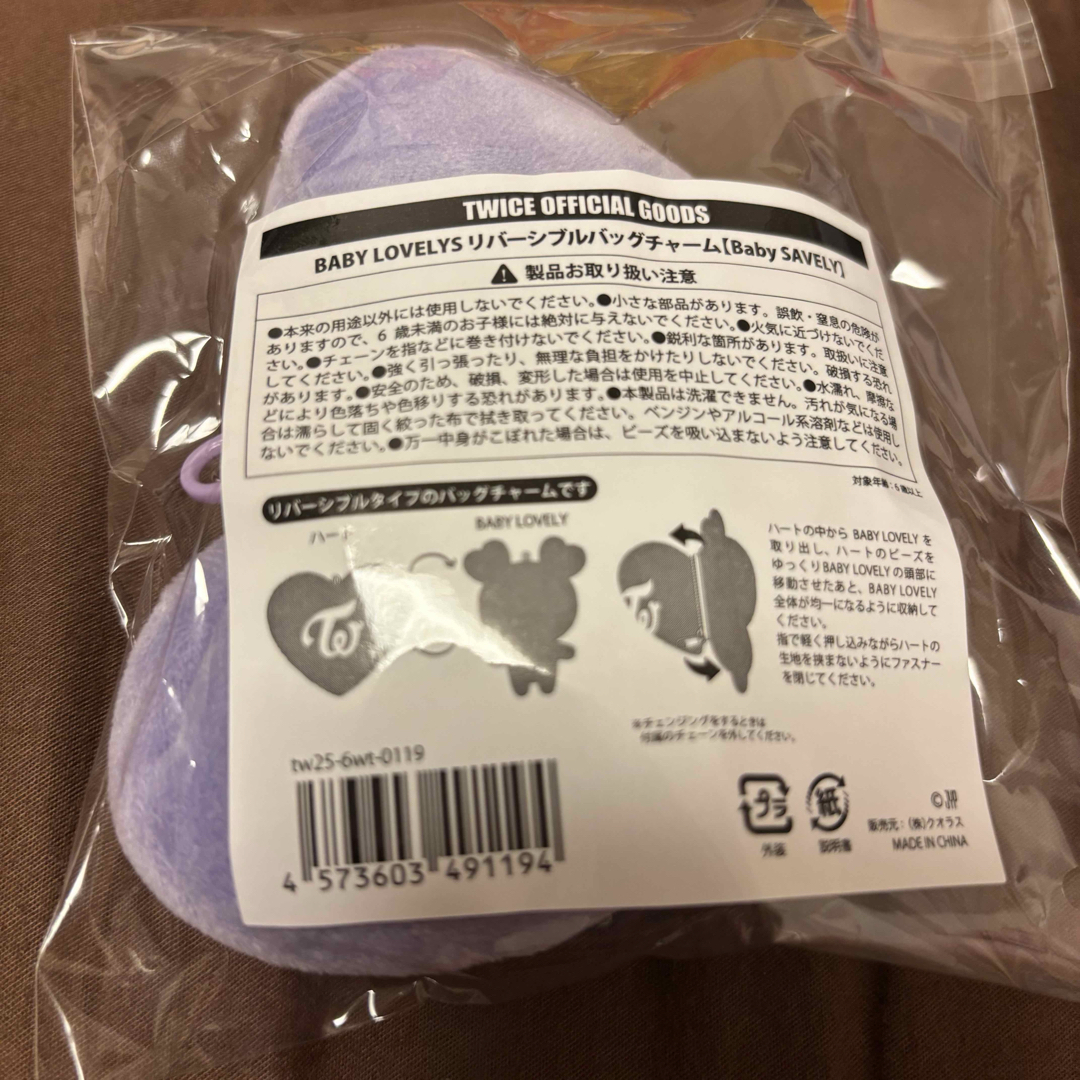 TWICE OFFICIAL GOODS
BABY LOVELYS リバーシブルバッグチャーム【Baby SAVELY】
製品お取り扱い注意
●本来の用途以外には使用しないでください。●小さな部品があります。誤飲・窒息の危険が
ありますので、6 歳未満のお子様には絶対に与えないでください。●火気に近づけないでくだ
さい。●チェーンを指などに巻き付けないでください。●鋭利な箇所があります。取扱いに注意
してください。●強く引っ張ったり、無理な負担をかけたりしないでください。破損する恐れ
があります。●安全のため、破損、変形した場合は使用を中止してください。●水濡れ、摩擦な
どにより色落ちや色移りする恐れがあります。●本製品は洗濯できません。汚れが気になる場
合は濡らして固く絞った布で拭き取ってください。ベンジンやアルコール系溶剤などは使用し
ないでください。●万一中身がこぼれた場合は、ビーズを吸い込まないよう注意してください。
対象年齢：6歳以上
リバーシブルタイプのバッグチャームです
ハート
BABY LOVELY
ハートの中から BABY LOVELY を
取り出し、ハートのビーズを
ゆっくりBABY LOVELY の頭部に
移動させたあと、BABY LOVELY
全体が均一になるように収納して
ください。
指で軽く押し込みながらハートの
生地を挟まないようにファスナー
を閉じてください。
※チェンジングをするときは
付属のチェーンを外してください。
tw25-6wt-0119
4 573603 491194
プラ
外装
紙
説明書
© JYP
販売元：(株)クオラス
MADE IN CHINA